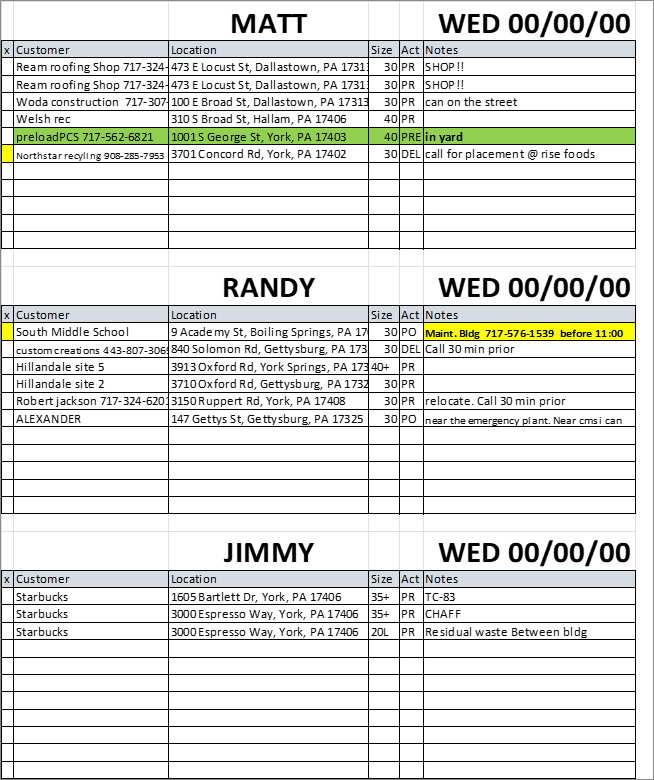 MATT WED 00/00/00
x Customer Location Size Act Notes
Ream roofing Shop 717-324- 473 E Locust St, Dallastown, PA 1731 30 PR SHOP!!
Ream roofing Shop 717-324- 473 E Locust St, Dallastown, PA 1731 30 PR SHOP!!
Woda construction 717-307- 100 E Broad St, Dallastown, PA 17313 30 PR can on the street
Welsh rec 310 S Broad St, Hallam, PA 17406 40 PR
preloadPCS 717-562-6821 1001 S George St, York, PA 17403 40 PRE in yard
Northstar recyling 908-285-7953 3701 Concord Rd, York, PA 17402 30 DEL call for placement @ rise foods
RANDY WED 00/00/00
x Customer Location Size Act Notes
South Middle School 9 Academy St, Boiling Springs, PA 170 30 PO Maint. Bldg 717-576-1539 before 11:00
custom creations 443-807-3069 840 Solomon Rd, Gettysburg, PA 173 30 DEL Call 30 min prior
Hillandale site 5 3913 Oxford Rd, York Springs, PA 173 40+ PR
Hillandale site 2 3710 Oxford Rd, Gettysburg, PA 1732 30 PR
Robert jackson 717-324-6201 3150 Ruppert Rd, York, PA 17408 30 PR relocate. Call 30 min prior
ALEXANDER 147 Gettys St, Gettysburg, PA 17325 30 PO near the emergency plant. Near cmsi can
JIMMY WED 00/00/00
x Customer Location Size Act Notes
Starbucks 1605 Bartlett Dr, York, PA 17406 35+ PR TC-83
Starbucks 3000 Espresso Way, York, PA 17406 35+ PR CHAFF
Starbucks 3000 Espresso Way, York, PA 17406 20L PR Residual waste Between bldg